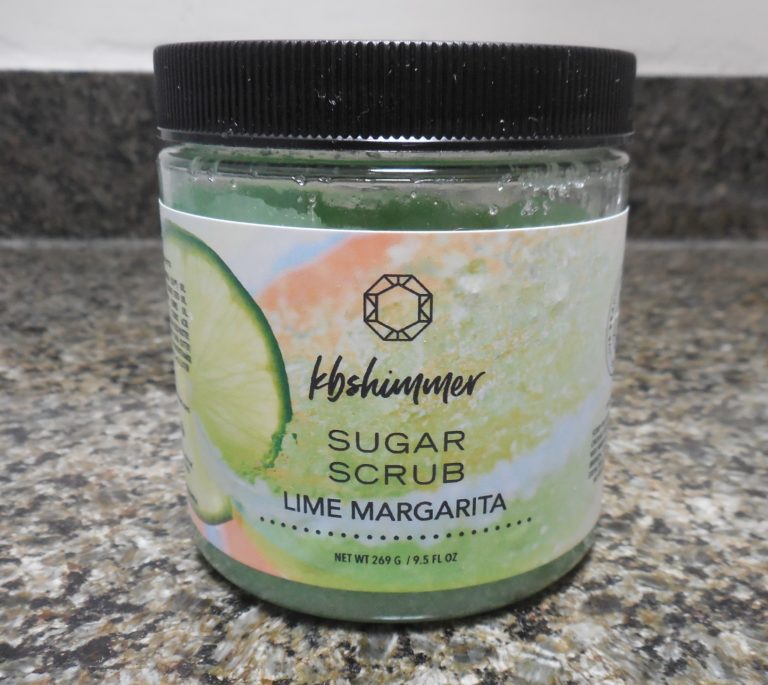 kbshimmer
SUGAR
SCRUB
LIME MARGARITA
NET WT 269 G / 9.5 FL OZ